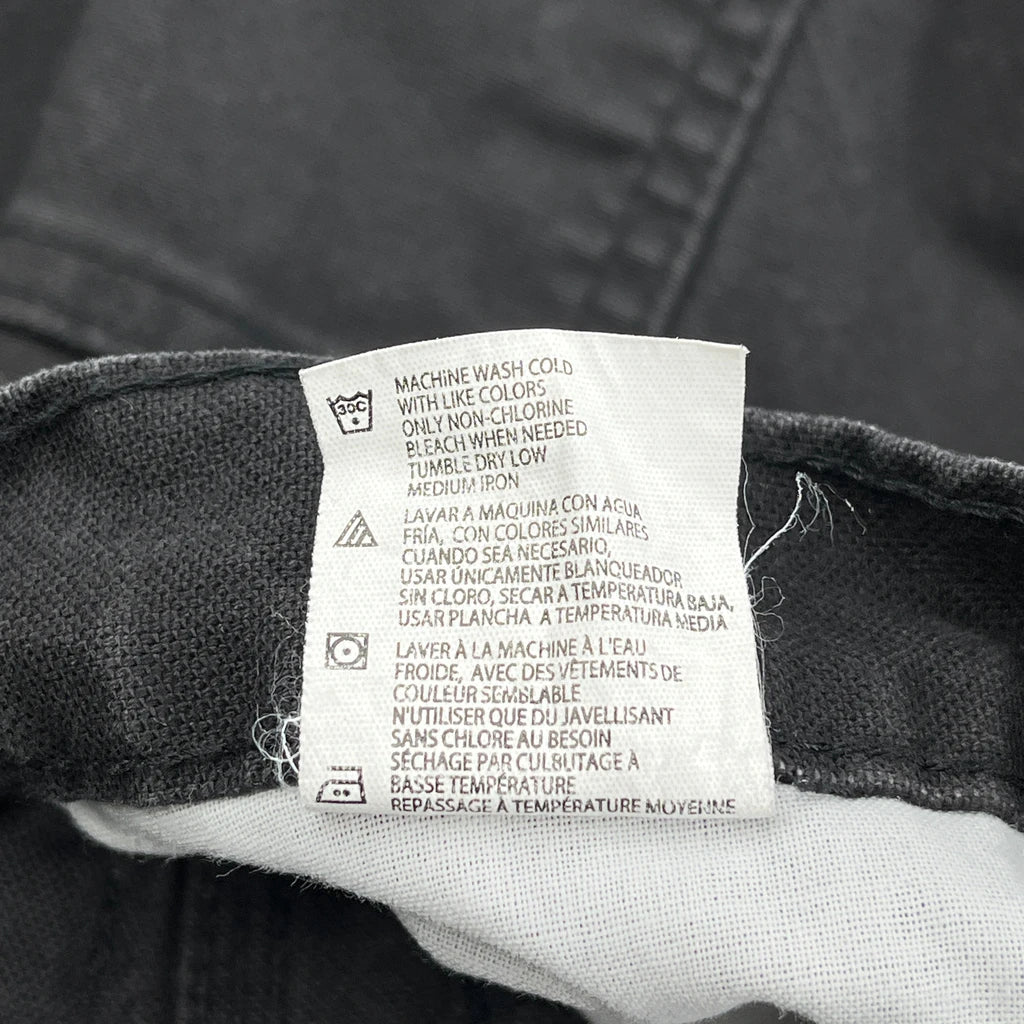 30C
MACHINE WASH COLD
WITH LIKE COLORS
ONLY NON-CHLORINE
BLEACH WHEN NEEDED
TUMBLE DRY LOW
MEDIUM IRON
LAVAR A MAQUINA CON AGUA
FRÍA, CON COLORES SIMILARES
CUANDO SEA NECESARIO,
USAR ÚNICAMENTE BLANQUEADOR
SIN CLORO, SECAR A TEMPERATURA BAJA,
USAR PLANCHA A TEMPERATURA MEDIA
LAVER À LA MACHINE À L'EAU
FROIDE, AVEC DES VÊTEMENTS DE
COULEUR SEMBLABLE
N'UTILISER QUE DU JAVELLISANT
SANS CHLORE AU BESOIN
SÉCHAGE PAR CULBUTAGE À
BASSE TEMPÉRATURE
REPASSAGE À TEMPÉRATURE MOYENNE